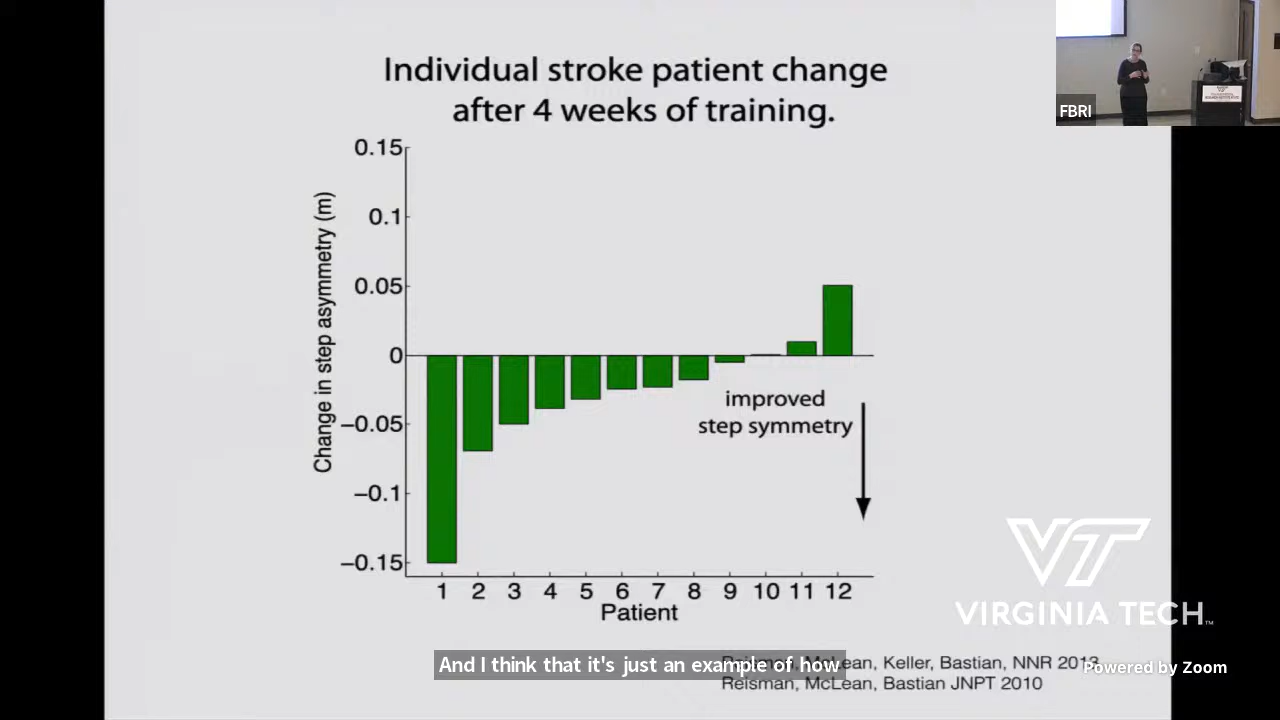 Individual stroke patient change
after 4 weeks of training.
FBRI
0.15
0.1
0.05
0
−0.05
−0.1
−0.15
Change in step asymmetry (m)
improved
step symmetry
1 2 3 4 5 6 7 8 9 10 11 12
Patient
VT
VIRGINIA TECH™
And I think that it's just an example of how
McLean, Keller, Bastian, NNR 2013
Powered by Zoom
Reisman, McLean, Bastian JNPT 2010